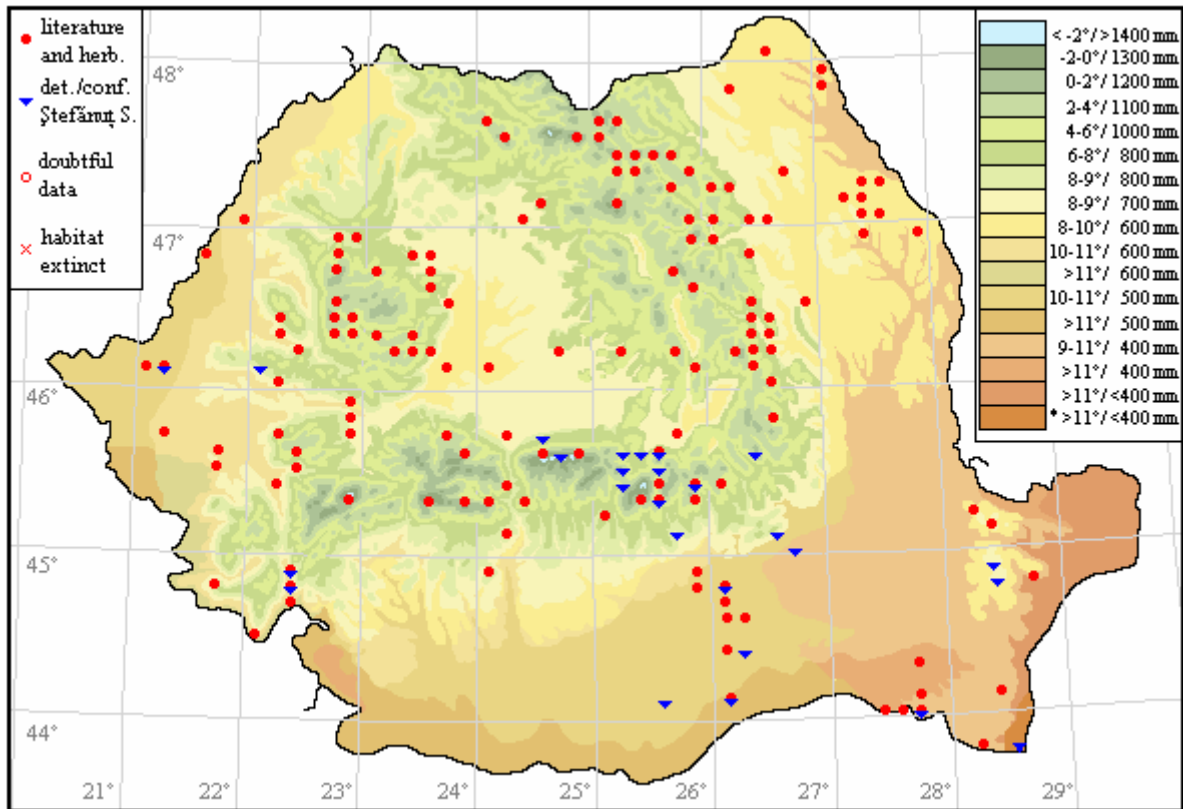 literature
and herb.
det./conf.
Ştefănuţ S.
doubtful
data
habitat
extinct
< -2°/>1400 mm
-2-0°/1300 mm
0-2°/1200 mm
2-4°/1100 mm
4-6°/1000 mm
6-8°/ 800 mm
8-9°/ 800 mm
8-9°/ 700 mm
8-10°/ 600 mm
10-11°/ 600 mm
>11°/ 600 mm
10-11°/ 500 mm
>11°/ 500 mm
9-11°/ 400 mm
>11°/ 400 mm
>11°/<400 mm
* >11°/<400 mm
48°
47°
46°
45°
44°
21° 22° 23° 24° 25° 26° 27° 28° 29°